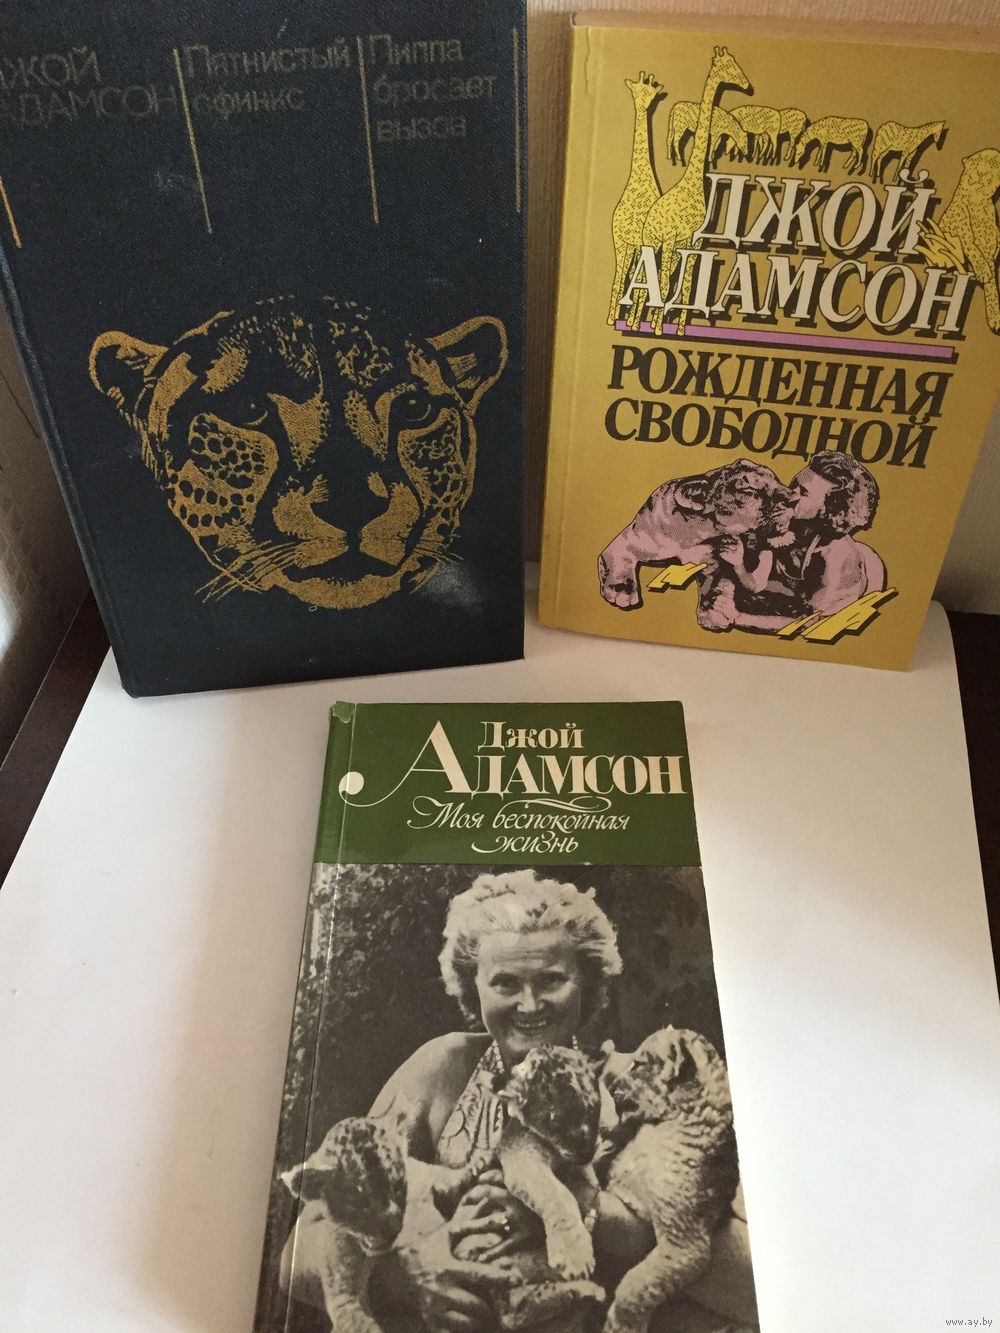 ДЖОЙ
АДАМСОН
Пятнистый
сфинкс
Пиппа
бросает
вызов
ДЖОЙ
АДАМСОН
РОЖДЕННАЯ
СВОБОДНОЙ
Джой
Адамсон
Моя беспокойная
жизнь
www.ay.by